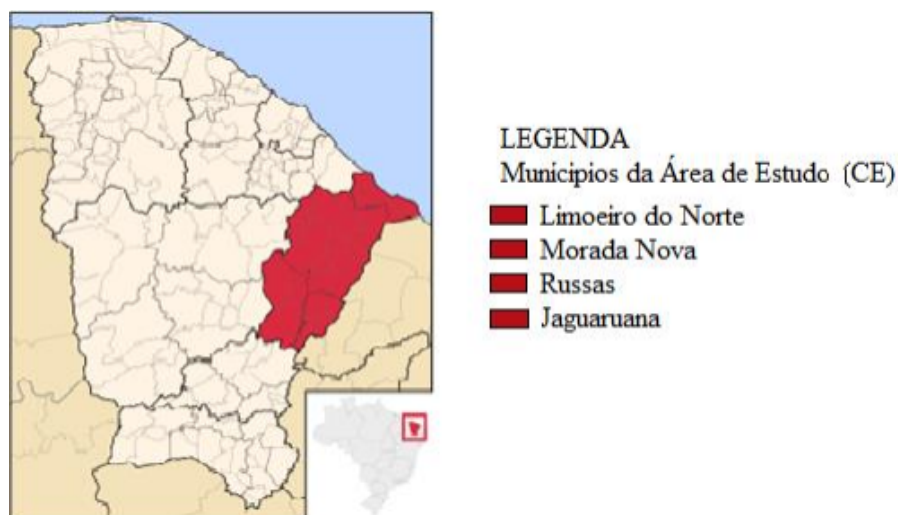 LEGENDA
Municipios da Área de Estudo (CE)
Limoeiro do Norte
Morada Nova
Russas
Jaguaruana